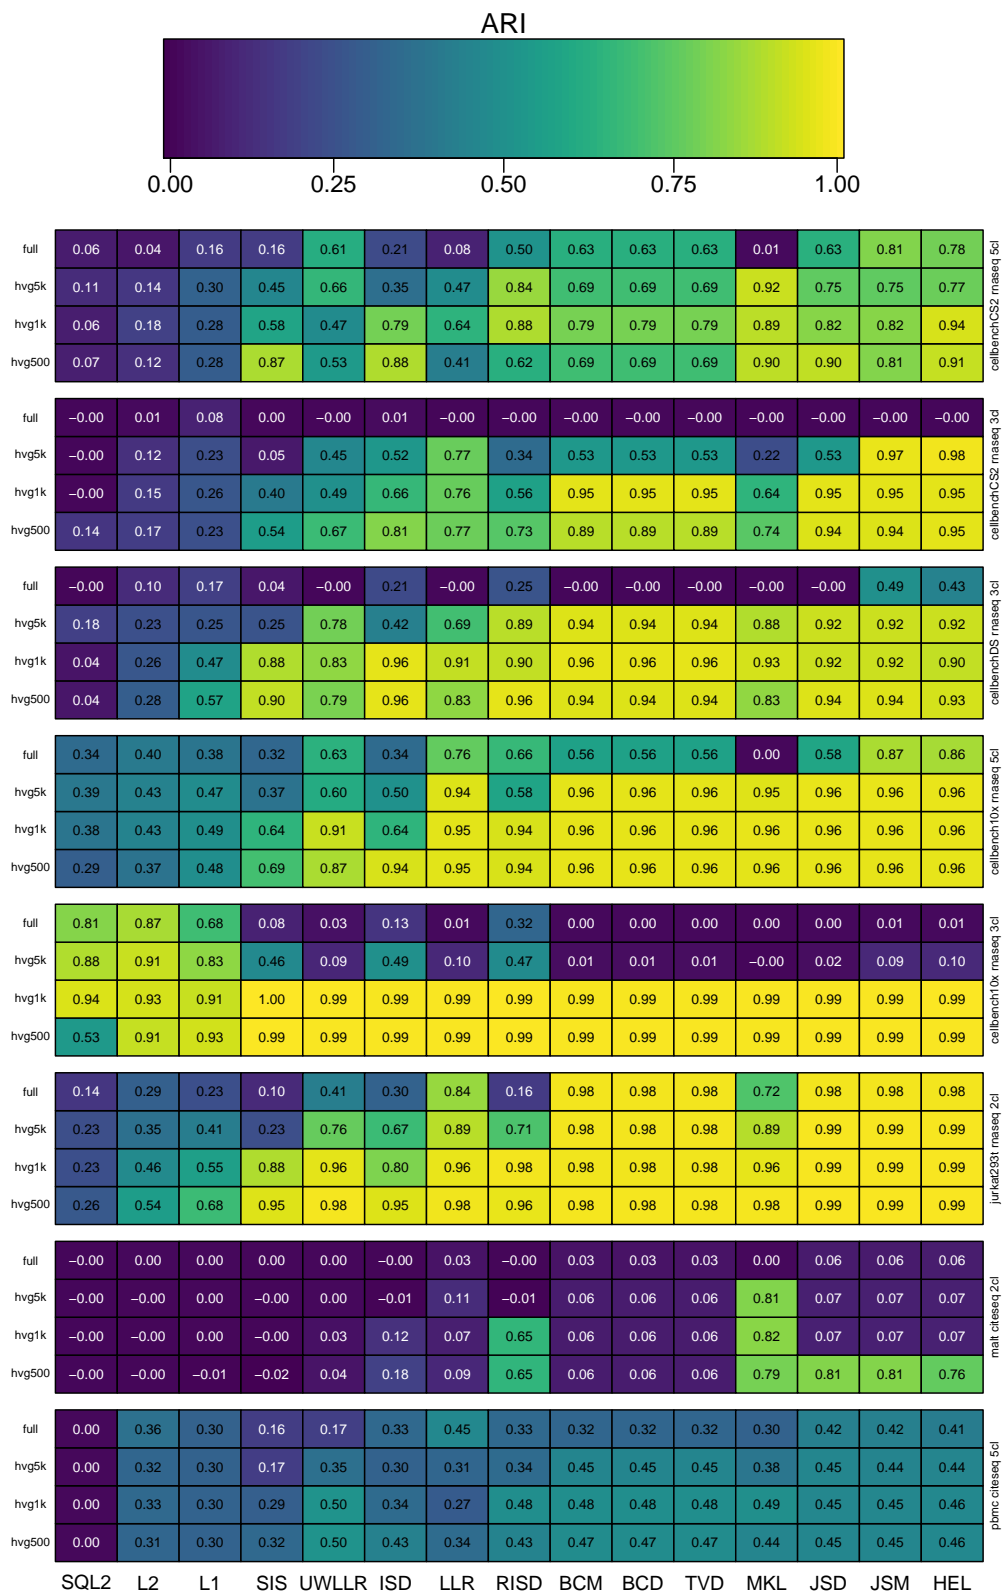 ARI
0.00 0.25 0.50 0.75 1.00
full 0.06 0.04 0.16 0.16 0.61 0.21 0.08 0.50 0.63 0.63 0.63 0.01 0.63 0.81 0.78
hvg5k 0.11 0.14 0.30 0.45 0.66 0.35 0.47 0.84 0.69 0.69 0.69 0.92 0.75 0.75 0.77
hvg1k 0.06 0.18 0.28 0.58 0.47 0.79 0.64 0.88 0.79 0.79 0.79 0.89 0.82 0.82 0.94
hvg500 0.07 0.12 0.28 0.87 0.53 0.88 0.41 0.62 0.69 0.69 0.69 0.90 0.90 0.81 0.91
cellbenchCS2 rnaseq 5cl
full −0.00 0.01 0.08 0.00 −0.00 0.01 −0.00 −0.00 −0.00 −0.00 −0.00 −0.00 −0.00 −0.00 −0.00
hvg5k −0.00 0.12 0.23 0.05 0.45 0.52 0.77 0.34 0.53 0.53 0.53 0.22 0.53 0.97 0.98
hvg1k −0.00 0.15 0.26 0.40 0.49 0.66 0.76 0.56 0.95 0.95 0.95 0.64 0.95 0.95 0.95
hvg500 0.14 0.17 0.23 0.54 0.67 0.81 0.77 0.73 0.89 0.89 0.89 0.74 0.94 0.94 0.95
cellbenchCS2 rnaseq 3cl
full −0.00 0.10 0.17 0.04 −0.00 0.21 −0.00 0.25 −0.00 −0.00 −0.00 −0.00 −0.00 0.49 0.43
hvg5k 0.18 0.23 0.25 0.25 0.78 0.42 0.69 0.89 0.94 0.94 0.94 0.88 0.92 0.92 0.92
hvg1k 0.04 0.26 0.47 0.88 0.83 0.96 0.91 0.90 0.96 0.96 0.96 0.93 0.92 0.92 0.90
hvg500 0.04 0.28 0.57 0.90 0.79 0.96 0.83 0.96 0.94 0.94 0.94 0.83 0.94 0.94 0.93
cellbenchDS rnaseq 3cl
full 0.34 0.40 0.38 0.32 0.63 0.34 0.76 0.66 0.56 0.56 0.56 0.00 0.58 0.87 0.86
hvg5k 0.39 0.43 0.47 0.37 0.60 0.50 0.94 0.58 0.96 0.96 0.96 0.95 0.96 0.96 0.96
hvg1k 0.38 0.43 0.49 0.64 0.91 0.64 0.95 0.94 0.96 0.96 0.96 0.96 0.96 0.96 0.96
hvg500 0.29 0.37 0.48 0.69 0.87 0.94 0.95 0.94 0.96 0.96 0.96 0.96 0.96 0.96 0.96
cellbench10x rnaseq 5cl
full 0.81 0.87 0.68 0.08 0.03 0.13 0.01 0.32 0.00 0.00 0.00 0.00 0.00 0.01 0.01
hvg5k 0.88 0.91 0.83 0.46 0.09 0.49 0.10 0.47 0.01 0.01 0.01 −0.00 0.02 0.09 0.10
hvg1k 0.94 0.93 0.91 1.00 0.99 0.99 0.99 0.99 0.99 0.99 0.99 0.99 0.99 0.99 0.99
hvg500 0.53 0.91 0.93 0.99 0.99 0.99 0.99 0.99 0.99 0.99 0.99 0.99 0.99 0.99 0.99
cellbench10x rnaseq 3cl
full 0.14 0.29 0.23 0.10 0.41 0.30 0.84 0.16 0.98 0.98 0.98 0.72 0.98 0.98 0.98
hvg5k 0.23 0.35 0.41 0.23 0.76 0.67 0.89 0.71 0.98 0.98 0.98 0.89 0.99 0.99 0.99
hvg1k 0.23 0.46 0.55 0.88 0.96 0.80 0.96 0.98 0.98 0.98 0.98 0.96 0.99 0.99 0.99
hvg500 0.26 0.54 0.68 0.95 0.98 0.95 0.98 0.96 0.98 0.98 0.98 0.98 0.99 0.99 0.99
jurkat293t rnaseq 2cl
full −0.00 0.00 0.00 0.00 0.00 −0.00 0.03 −0.00 0.03 0.03 0.03 0.00 0.06 0.06 0.06
hvg5k −0.00 −0.00 0.00 −0.00 0.00 −0.01 0.11 −0.01 0.06 0.06 0.06 0.81 0.07 0.07 0.07
hvg1k −0.00 −0.00 0.00 −0.00 0.03 0.12 0.07 0.65 0.06 0.06 0.06 0.82 0.07 0.07 0.07
hvg500 −0.00 −0.00 −0.01 −0.02 0.04 0.18 0.09 0.65 0.06 0.06 0.06 0.79 0.81 0.81 0.76
malt citeseq 2cl
full 0.00 0.36 0.30 0.16 0.17 0.33 0.45 0.33 0.32 0.32 0.32 0.30 0.42 0.42 0.41
hvg5k 0.00 0.32 0.30 0.17 0.35 0.30 0.31 0.34 0.45 0.45 0.45 0.38 0.45 0.44 0.44
hvg1k 0.00 0.33 0.30 0.29 0.50 0.34 0.27 0.48 0.48 0.48 0.48 0.49 0.45 0.45 0.46
hvg500 0.00 0.31 0.30 0.32 0.50 0.43 0.34 0.43 0.47 0.47 0.47 0.44 0.45 0.45 0.46
pbmc citeseq 5cl
SQL2 L2 L1 SIS UWLLR ISD LLR RISD BCM BCD TVD MKL JSD JSM HEL